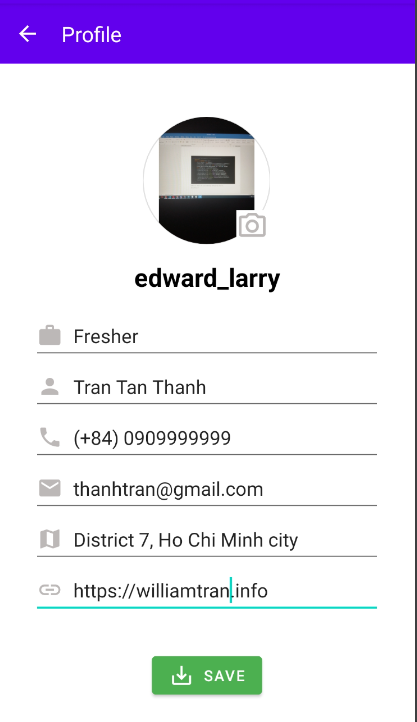 Profile
edward_larry
Fresher
Tran Tan Thanh
(+84) 0909999999
thanhtran@gmail.com
District 7, Ho Chi Minh city
https://williamtran.info
SAVE